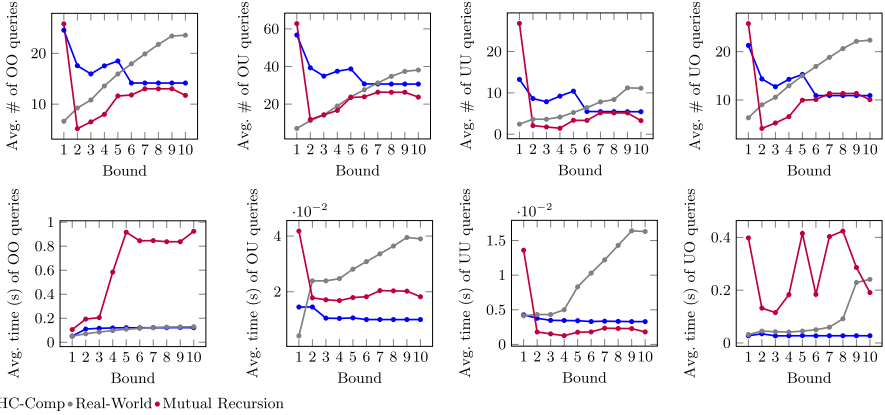 Avg. # of OO queries
20
10
1 2 3 4 5 6 7 8 9 10
Bound
Avg. # of OU queries
60
40
20
1 2 3 4 5 6 7 8 9 10
Bound
Avg. # of UU queries
20
10
0
1 2 3 4 5 6 7 8 9 10
Bound
Avg. # of UO queries
20
10
1 2 3 4 5 6 7 8 9 10
Bound
Avg. time (s) of OO queries
1
0.8
0.6
0.4
0.2
0
1 2 3 4 5 6 7 8 9 10
Bound
Avg. time (s) of OU queries
·10−2
4
2
1 2 3 4 5 6 7 8 9 10
Bound
Avg. time (s) of UU queries
·10−2
1.5
1
0.5
0
1 2 3 4 5 6 7 8 9 10
Bound
Avg. time (s) of UO queries
0.4
0.2
0
1 2 3 4 5 6 7 8 9 10
Bound
HC-Comp Real-World Mutual Recursion